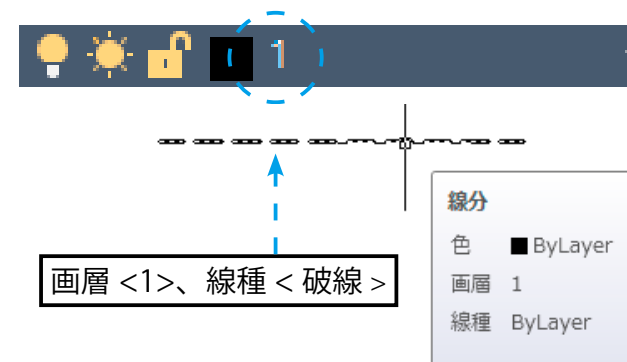 1
線分
色 ByLayer
画層 <1>、線種 < 破線 >
画層 1
線種 ByLayer